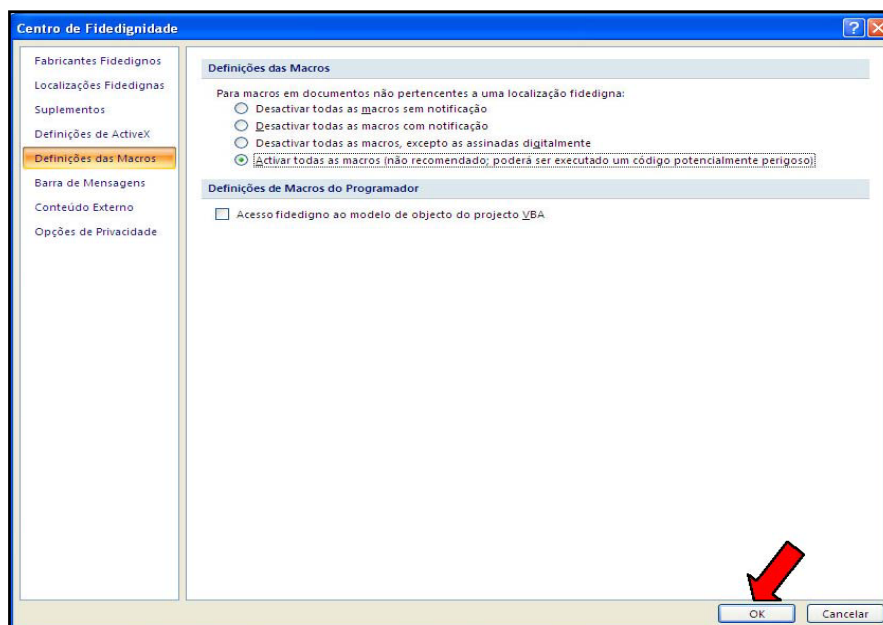 Centro de Fidedignidade
Fabricantes Fidedignos
Localizações Fidedignas
Suplementos
Definições de ActiveX
Definições das Macros
Barra de Mensagens
Conteúdo Externo
Opções de Privacidade
Definições das Macros
Para macros em documentos não pertencentes a uma localização fidedigna:
Desactivar todas as macros sem notificação
Desactivar todas as macros com notificação
Desactivar todas as macros, excepto as assinadas digitalmente
Activar todas as macros (não recomendado; poderá ser executado um código potencialmente perigoso)
Definições de Macros do Programador
Acesso fidedigno ao modelo de objecto do projecto VBA
OK
Cancelar